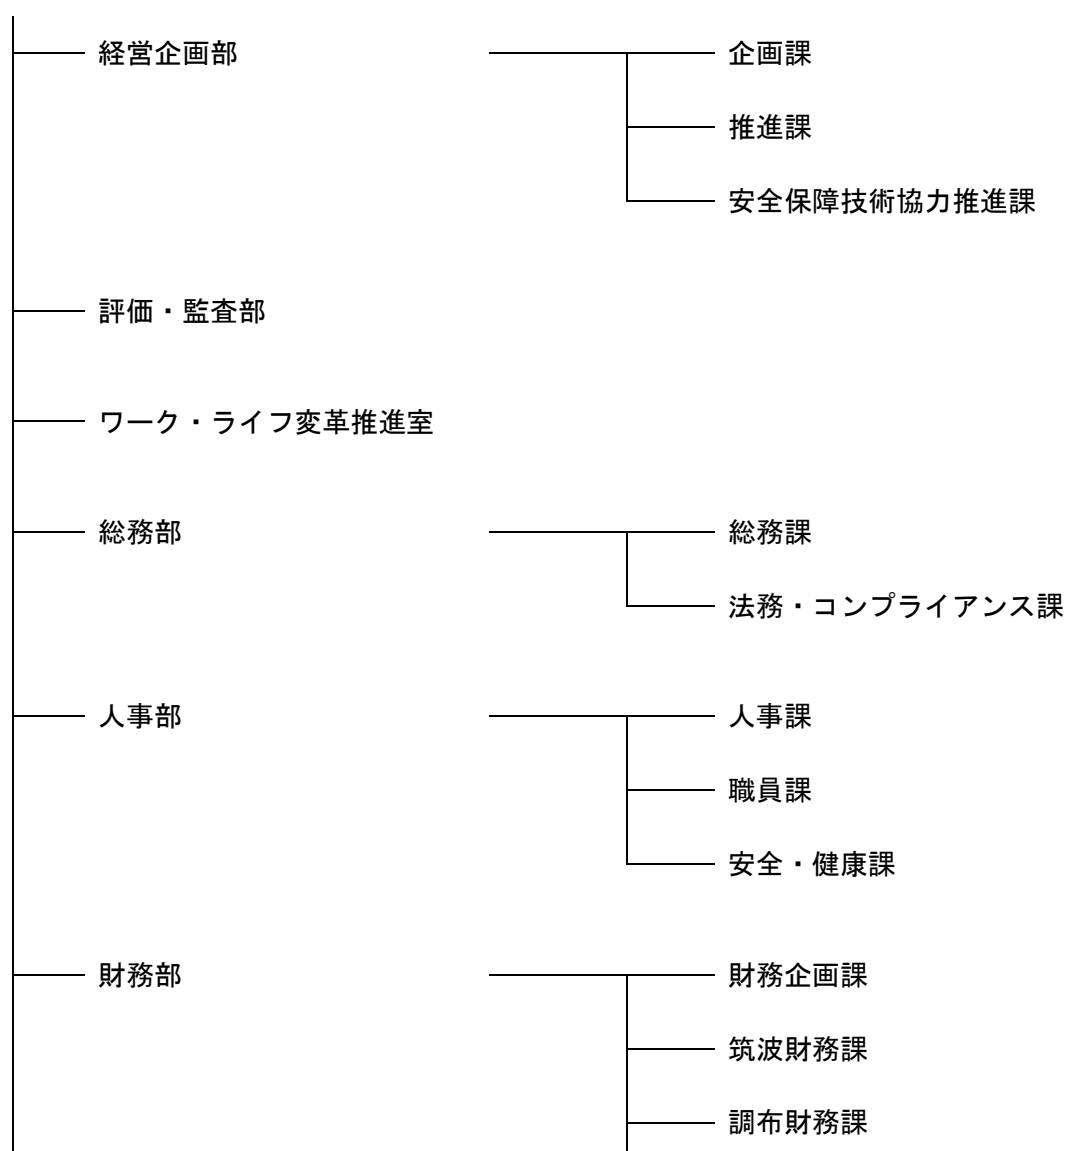 経営企画部 企画課
推進課
安全保障技術協力推進課
評価・監査部
ワーク・ライフ変革推進室
総務部 総務課
法務・コンプライアンス課
人事部 人事課
職員課
安全・健康課
財務部 財務企画課
筑波財務課
調布財務課